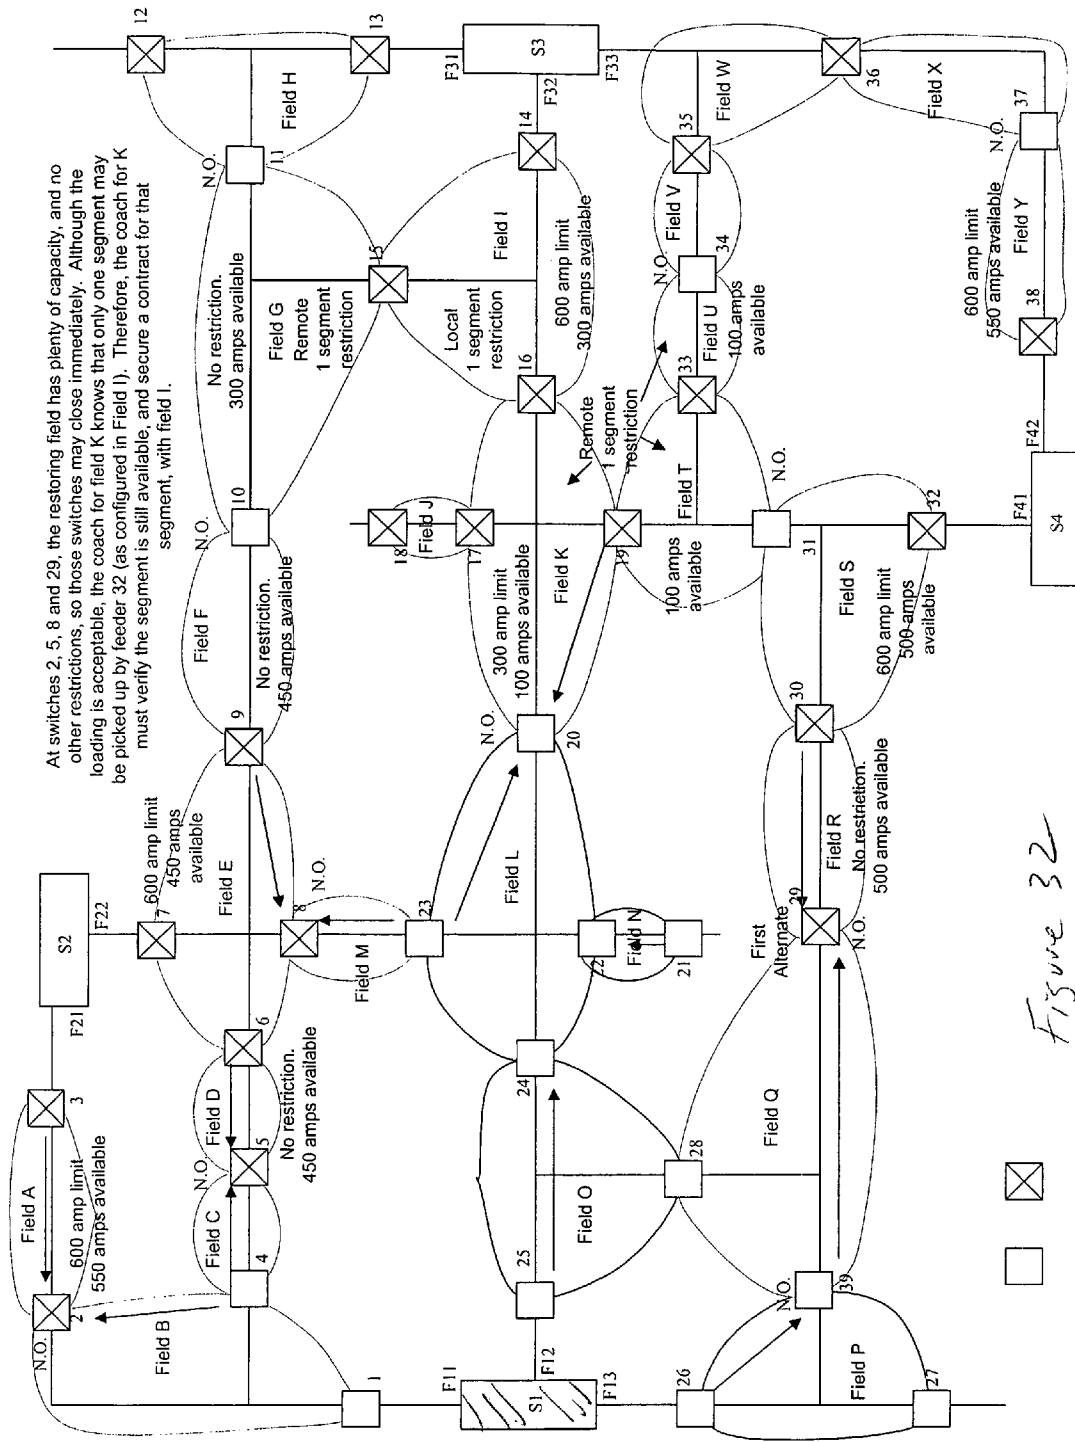 At switches 2, 5, 8 and 29, the restoring field has plenty of capacity, and no
other restrictions, so those switches may close immediately. Although the
loading is acceptable, the coach for field K knows that only one segment may
be picked up by feeder 32 (as configured in Field I). Therefore, the coach for K
must verify the segment is still available, and secure a contract for that
segment, with field I.
12
13
F31
S3
F32
F33
Field H
N.O.
11
14
15
Field I
No restriction.
300 amps available
Field G
Remote
1 segment
restriction
Local
1 segment
restriction
600 amp limit
300 amps available
16
N.O.
10
Field F
No restriction.
450 amps available
9
Field J
18
17
Field K
300 amp limit
100 amps available
N.O.
20
19
Remote
1 segment
restriction
Field W
35
36
Field X
37
N.O.
Field V
34
N.O.
Field U
100 amps
available
33
Field T
100 amps
available
N.O.
31
32
F41
S4
F42
38
Field Y
600 amp limit
550 amps available
Field S
600 amp limit
500 amps
available
30
Field R
No restriction.
500 amps available
29
N.O.
First
Alternate
S2
F22
F21
7
600 amp limit
450 amps
available
Field E
8
N.O.
Field M
23
Field L
22
Field N
21
24
6
Field D
5
N.O.
No restriction.
450 amps available
3
Field A
600 amp limit
550 amps available
2
N.O.
Field C
4
Field B
1
F11
S1
F12
F13
25
Field O
28
Field Q
39
N.O.
26
27
Field P
Figure 32